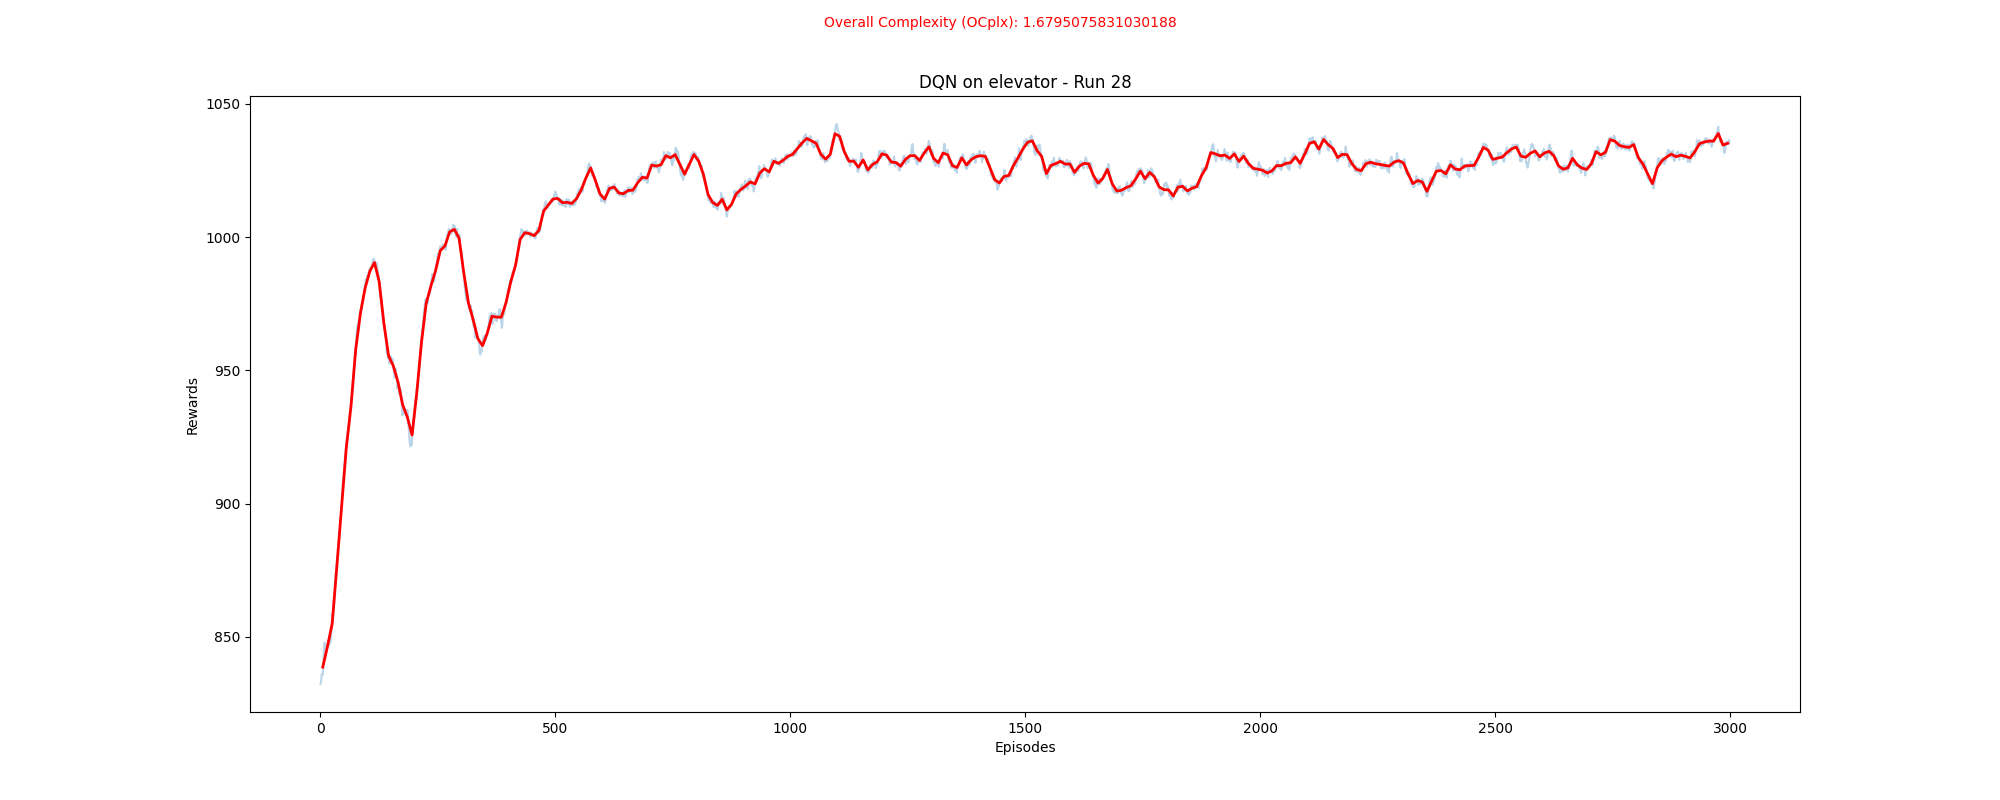 Overall Complexity (OCplx): 1.6795075831030188
DQN on elevator - Run 28
1050
1000
950
900
850
Rewards
0 500 1000 1500 2000 2500 3000
Episodes